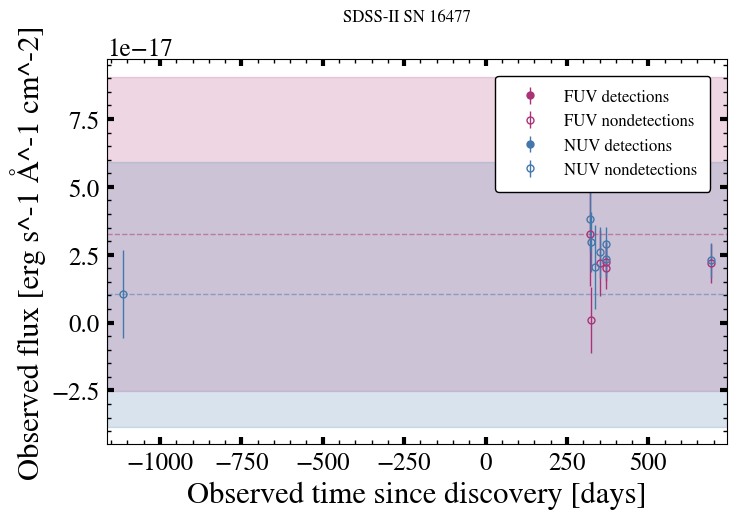 SDSS-II SN 16477
1e−17
Observed flux [erg s^-1 Å^-1 cm^-2]
7.5
5.0
2.5
0.0
−2.5
FUV detections
FUV nondetections
NUV detections
NUV nondetections
−1000 −750 −500 −250 0 250 500
Observed time since discovery [days]